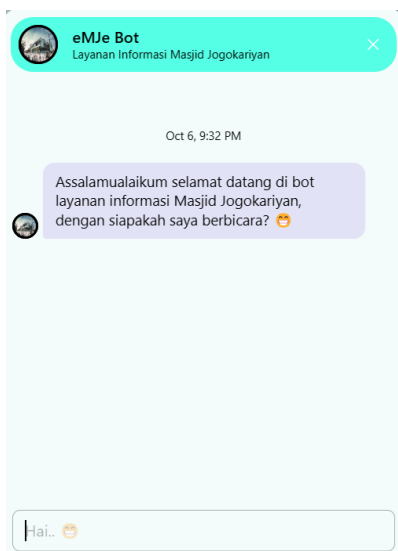 eMJe Bot
Layanan Informasi Masjid Jogokariyan
Oct 6, 9:32 PM
Assalamualaikum selamat datang di bot
layanan informasi Masjid Jogokariyan,
dengan siapakah saya berbicara? 😁
Hai.. 😁